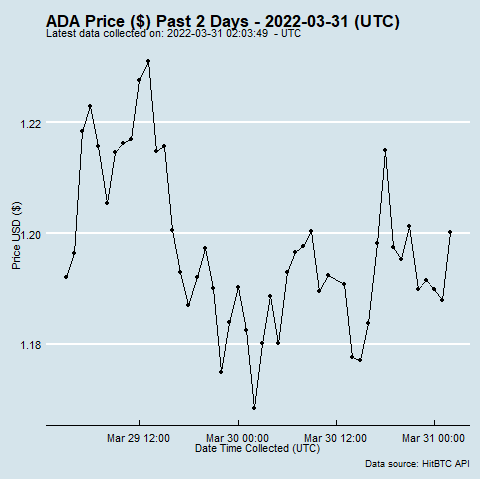 ADA Price ($) Past 2 Days - 2022-03-31 (UTC)
Latest data collected on: 2022-03-31 02:03:49  - UTC
1.22
1.20
1.18
Price USD ($)
Mar 29 12:00 Mar 30 00:00 Mar 30 12:00 Mar 31 00:00
Date Time Collected (UTC)
Data source: HitBTC API